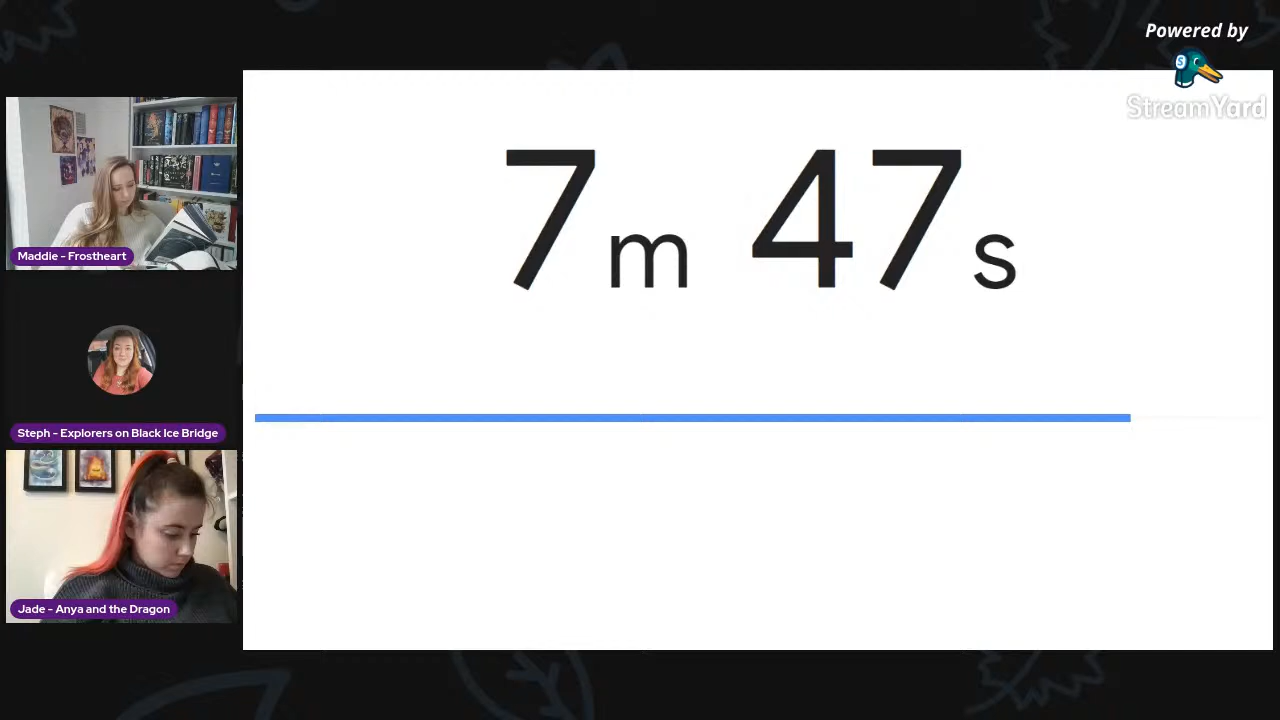 Powered by
StreamYard
7m 47s
Maddie - Frostheart
Steph - Explorers on Black Ice Bridge
Jade - Anya and the Dragon